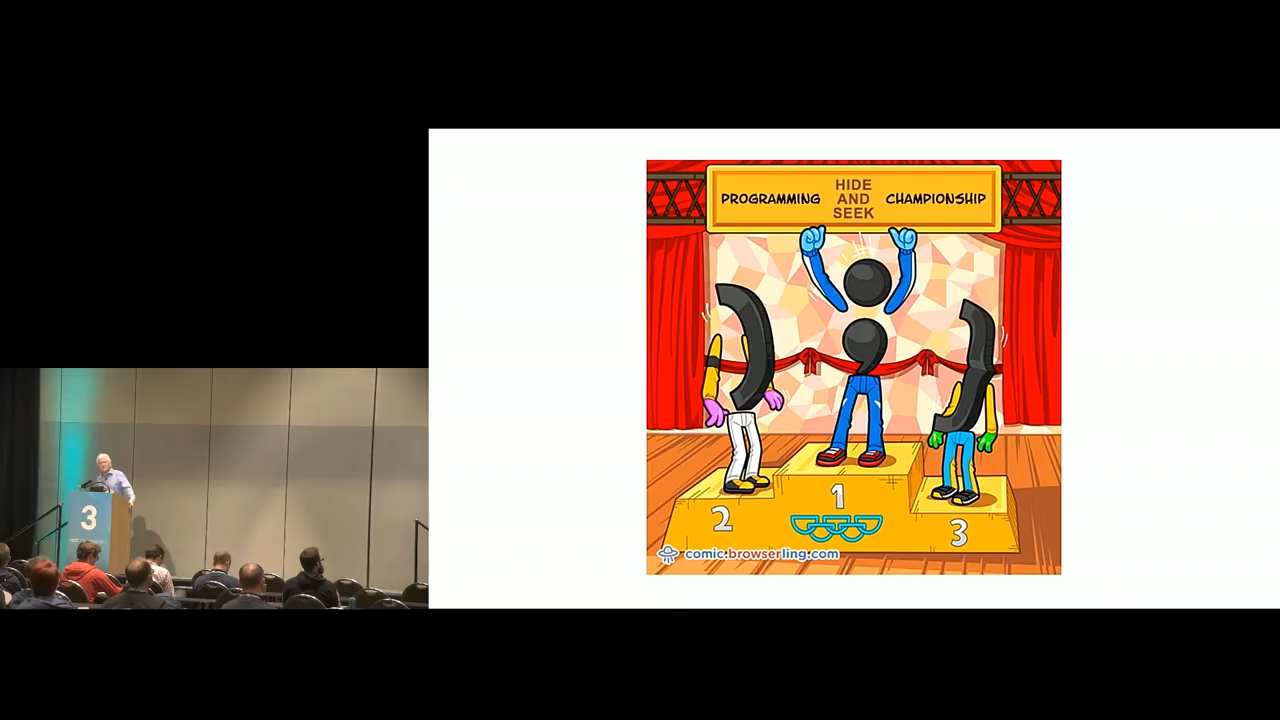 PROGRAMMING
HIDE
AND
SEEK
CHAMPIONSHIP
1
2
3
comic.browserling.com
3